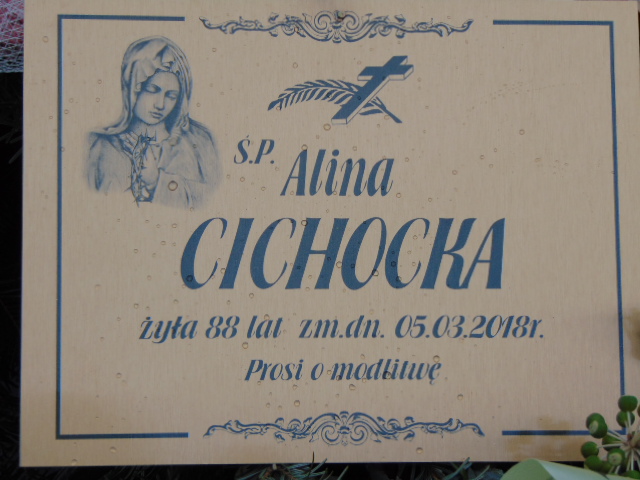 Ś.P. Alina
CICHOCKA
żyła 88 lat zm.dn. 05.03.2018r.
Prosi o modlitwę